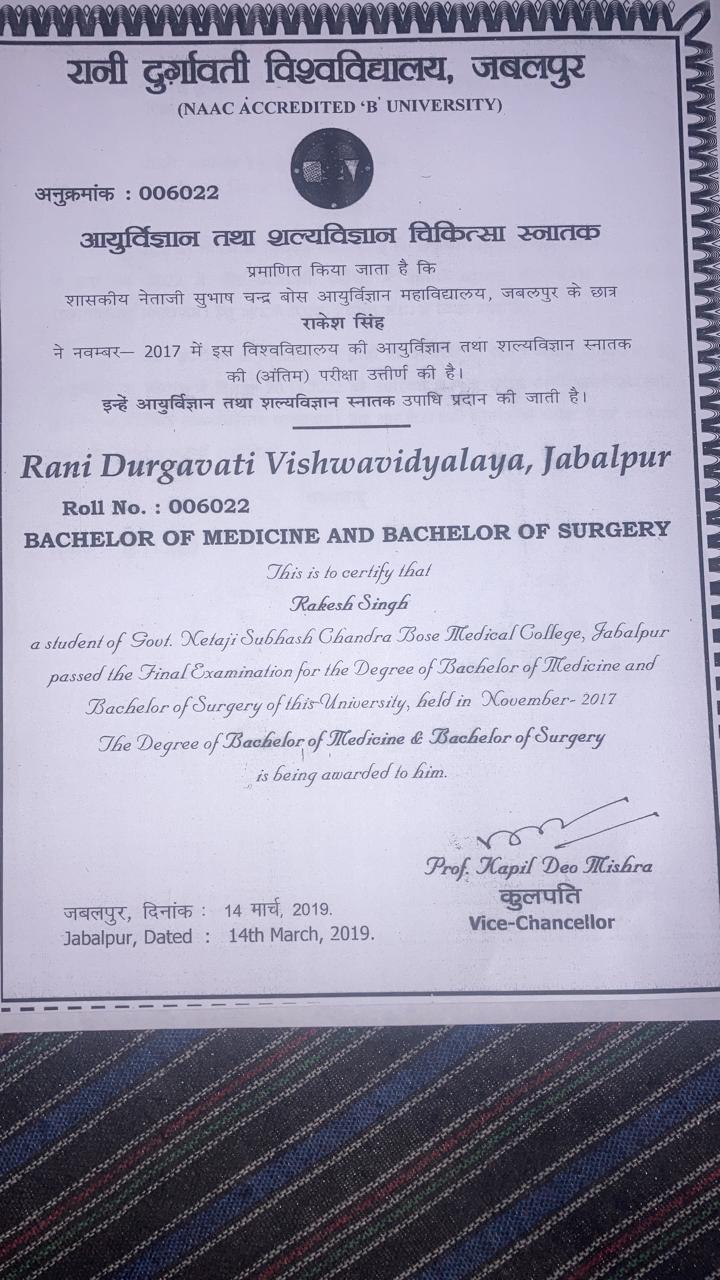 रानी दुर्गावती विश्वविद्यालय, जबलपुर
(NAAC ACCREDITED ‘B’ UNIVERSITY)
अनुक्रमांक : 006022
आयुर्विज्ञान तथा शल्यविज्ञान चिकित्सा स्नातक
प्रमाणित किया जाता है कि
शासकीय नेताजी सुभाष चन्द्र बोस आयुर्विज्ञान महाविद्यालय, जबलपुर के छात्र
राकेश सिंह
ने नवम्बर– 2017 में इस विश्वविद्यालय की आयुर्विज्ञान तथा शल्यविज्ञान स्नातक
की (अंतिम) परीक्षा उत्तीर्ण की है।
इन्हें आयुर्विज्ञान तथा शल्यविज्ञान स्नातक उपाधि प्रदान की जाती है।
Rani Durgavati Vishwavidyalaya, Jabalpur
Roll No. : 006022
BACHELOR OF MEDICINE AND BACHELOR OF SURGERY
This is to certify that
Rakesh Singh
a student of Govt. Netaji Subhash Chandra Bose Medical College, Jabalpur
passed the Final Examination for the Degree of Bachelor of Medicine and
Bachelor of Surgery of this University, held in November- 2017
The Degree of Bachelor of Medicine & Bachelor of Surgery
is being awarded to him.
Prof. Kapil Deo Mishra
कुलपति
Vice-Chancellor
जबलपुर, दिनांक : 14 मार्च, 2019.
Jabalpur, Dated : 14th March, 2019.